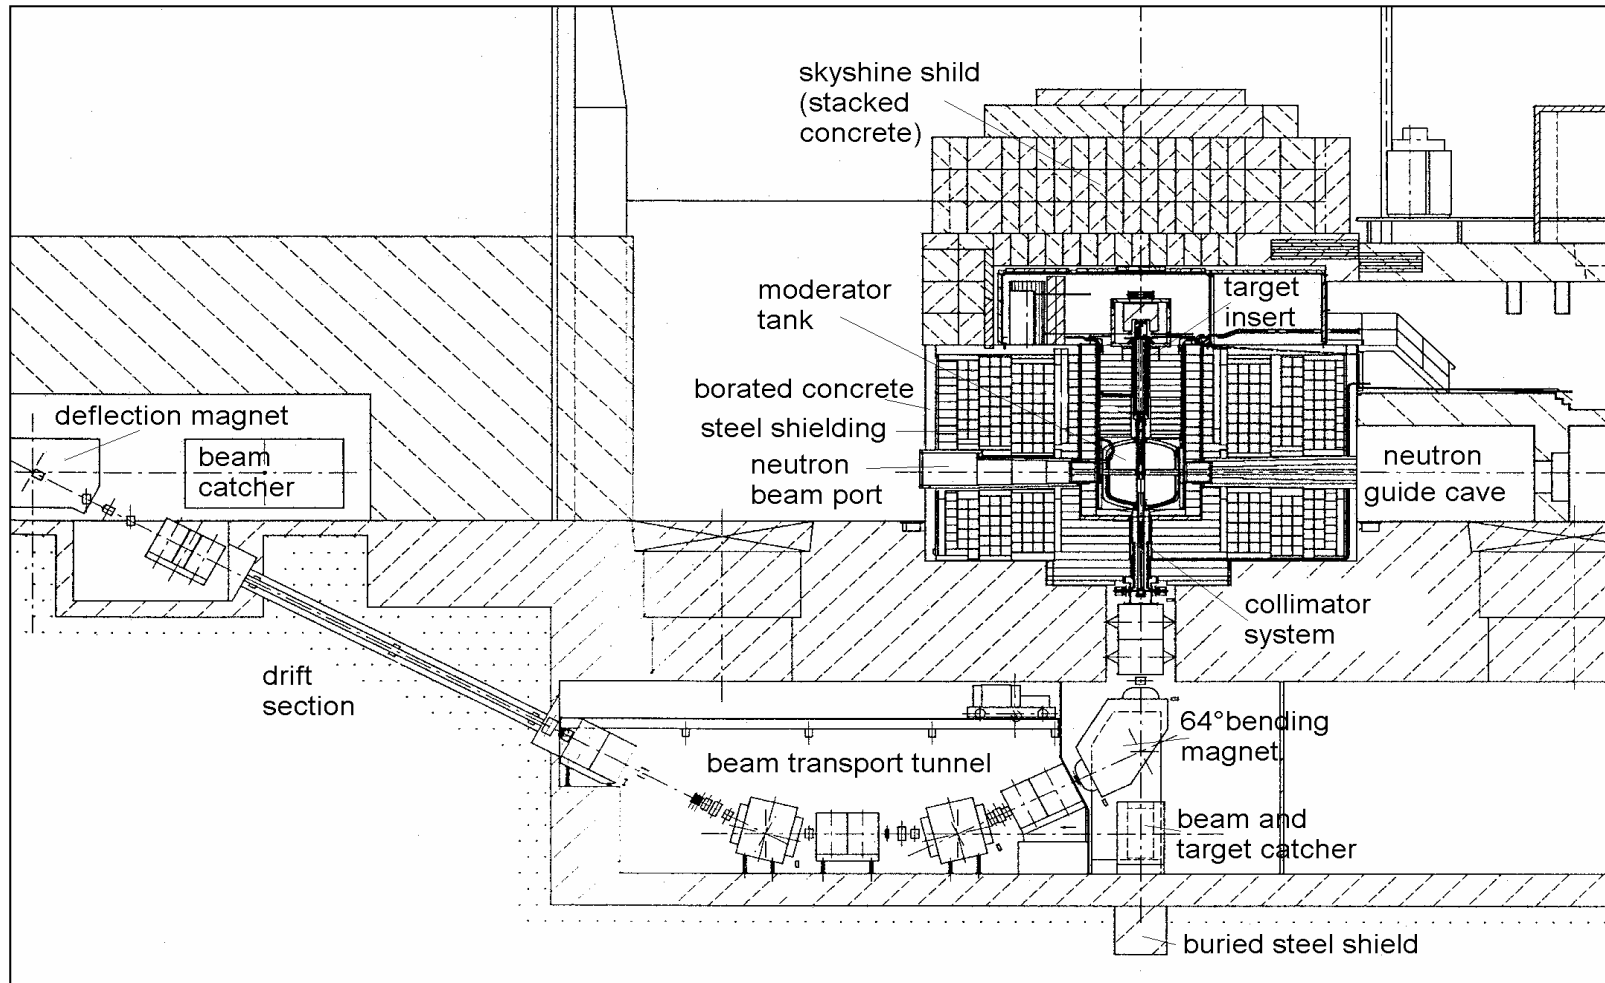 skyshine shild
(stacked
concrete)
moderator
tank
target
insert
borated concrete
steel shielding
neutron
beam port
deflection magnet
beam
catcher
neutron
guide cave
collimator
system
drift
section
64°bending
magnet
beam transport tunnel
beam and
target catcher
buried steel shield